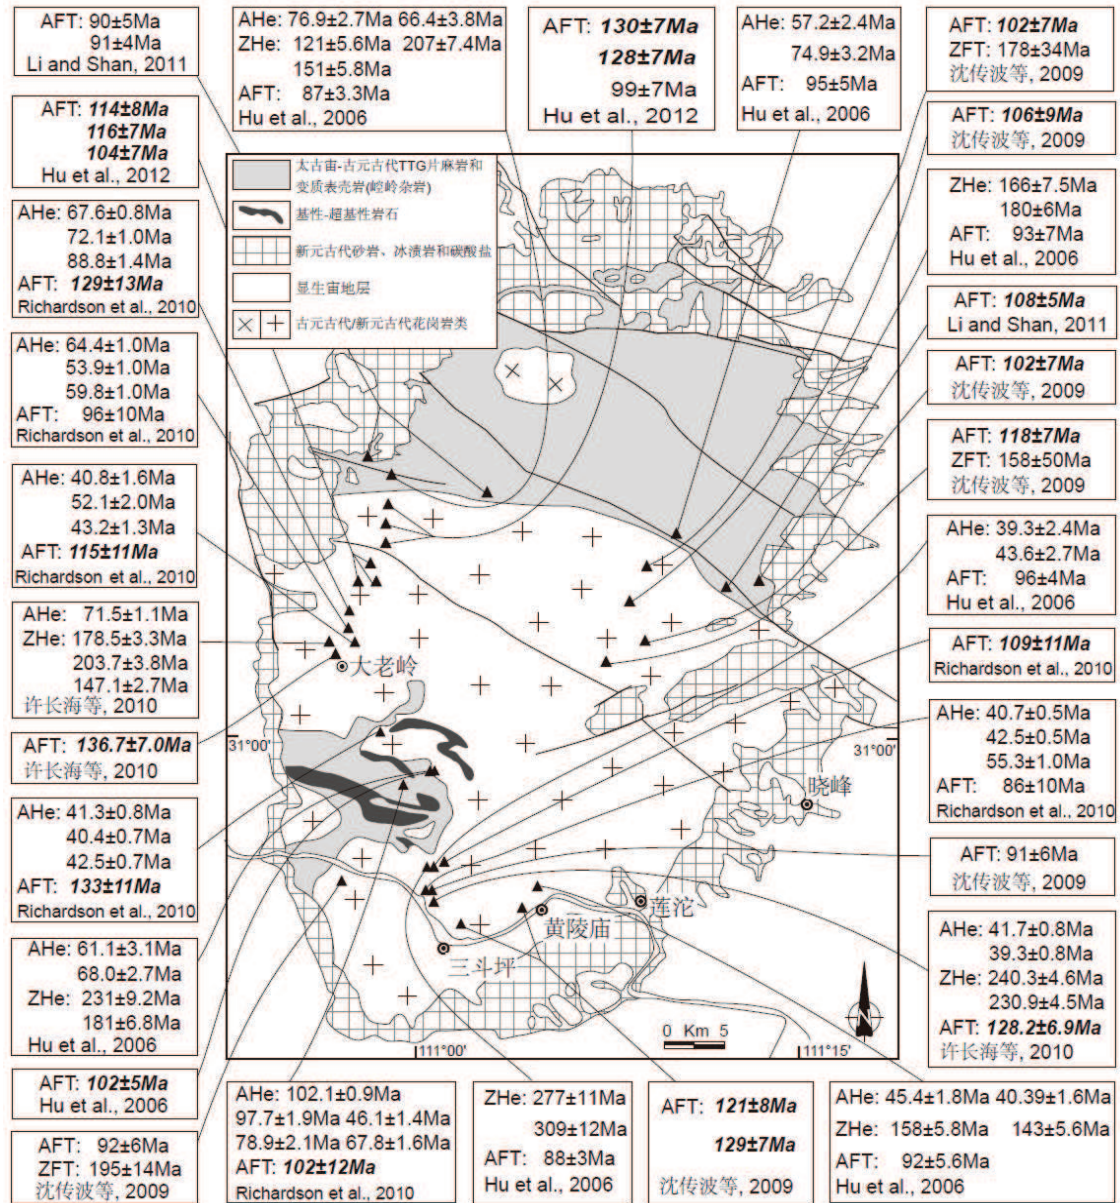 AFT: 90±5Ma
91±4Ma
Li and Shan, 2011
AHe: 76.9±2.7Ma 66.4±3.8Ma
ZHe: 121±5.6Ma 207±7.4Ma
151±5.8Ma
AFT: 87±3.3Ma
Hu et al., 2006
AFT: 130±7Ma
128±7Ma
99±7Ma
Hu et al., 2012
AHe: 57.2±2.4Ma
74.9±3.2Ma
AFT: 95±5Ma
Hu et al., 2006
AFT: 102±7Ma
ZFT: 178±34Ma
沈传波等, 2009
AFT: 114±8Ma
116±7Ma
104±7Ma
Hu et al., 2012
AHe: 67.6±0.8Ma
72.1±1.0Ma
88.8±1.4Ma
AFT: 129±13Ma
Richardson et al., 2010
AHe: 64.4±1.0Ma
53.9±1.0Ma
59.8±1.0Ma
AFT: 96±10Ma
Richardson et al., 2010
AHe: 40.8±1.6Ma
52.1±2.0Ma
43.2±1.3Ma
AFT: 115±11Ma
Richardson et al., 2010
AHe: 71.5±1.1Ma
ZHe: 178.5±3.3Ma
203.7±3.8Ma
147.1±2.7Ma
许长海等, 2010
AFT: 136.7±7.0Ma
许长海等, 2010
AHe: 41.3±0.8Ma
40.4±0.7Ma
42.5±0.7Ma
AFT: 133±11Ma
Richardson et al., 2010
AHe: 61.1±3.1Ma
68.0±2.7Ma
ZHe: 231±9.2Ma
181±6.8Ma
Hu et al., 2006
AFT: 102±5Ma
Hu et al., 2006
AFT: 92±6Ma
ZFT: 195±14Ma
沈传波等, 2009
太古宙-古元古代TTG片麻岩和
变质表壳岩(崆岭杂岩)
基性-超基性岩石
新元古代砂岩、冰渍岩和碳酸盐
显生宙地层
古元古代/新元古代花岗岩类
大老岭
31°00'
31°00'
晓峰
莲沱
黄陵庙
三斗坪
N
0 Km 5
111°00'
111°15'
AFT: 106±9Ma
沈传波等, 2009
ZHe: 166±7.5Ma
180±6Ma
AFT: 93±7Ma
Hu et al., 2006
AFT: 108±5Ma
Li and Shan, 2011
AFT: 102±7Ma
沈传波等, 2009
AFT: 118±7Ma
ZFT: 158±50Ma
沈传波等, 2009
AHe: 39.3±2.4Ma
43.6±2.7Ma
AFT: 96±4Ma
Hu et al., 2006
AFT: 109±11Ma
Richardson et al., 2010
AHe: 40.7±0.5Ma
42.5±0.5Ma
55.3±1.0Ma
AFT: 86±10Ma
Richardson et al., 2010
AFT: 91±6Ma
沈传波等, 2009
AHe: 41.7±0.8Ma
39.3±0.8Ma
ZHe: 240.3±4.6Ma
230.9±4.5Ma
AFT: 128.2±6.9Ma
许长海等, 2010
AHe: 102.1±0.9Ma
97.7±1.9Ma 46.1±1.4Ma
78.9±2.1Ma 67.8±1.6Ma
AFT: 102±12Ma
Richardson et al., 2010
ZHe: 277±11Ma
309±12Ma
AFT: 88±3Ma
Hu et al., 2006
AFT: 121±8Ma
129±7Ma
沈传波等, 2009
AHe: 45.4±1.8Ma 40.39±1.6Ma
ZHe: 158±5.8Ma 143±5.6Ma
AFT: 92±5.6Ma
Hu et al., 2006